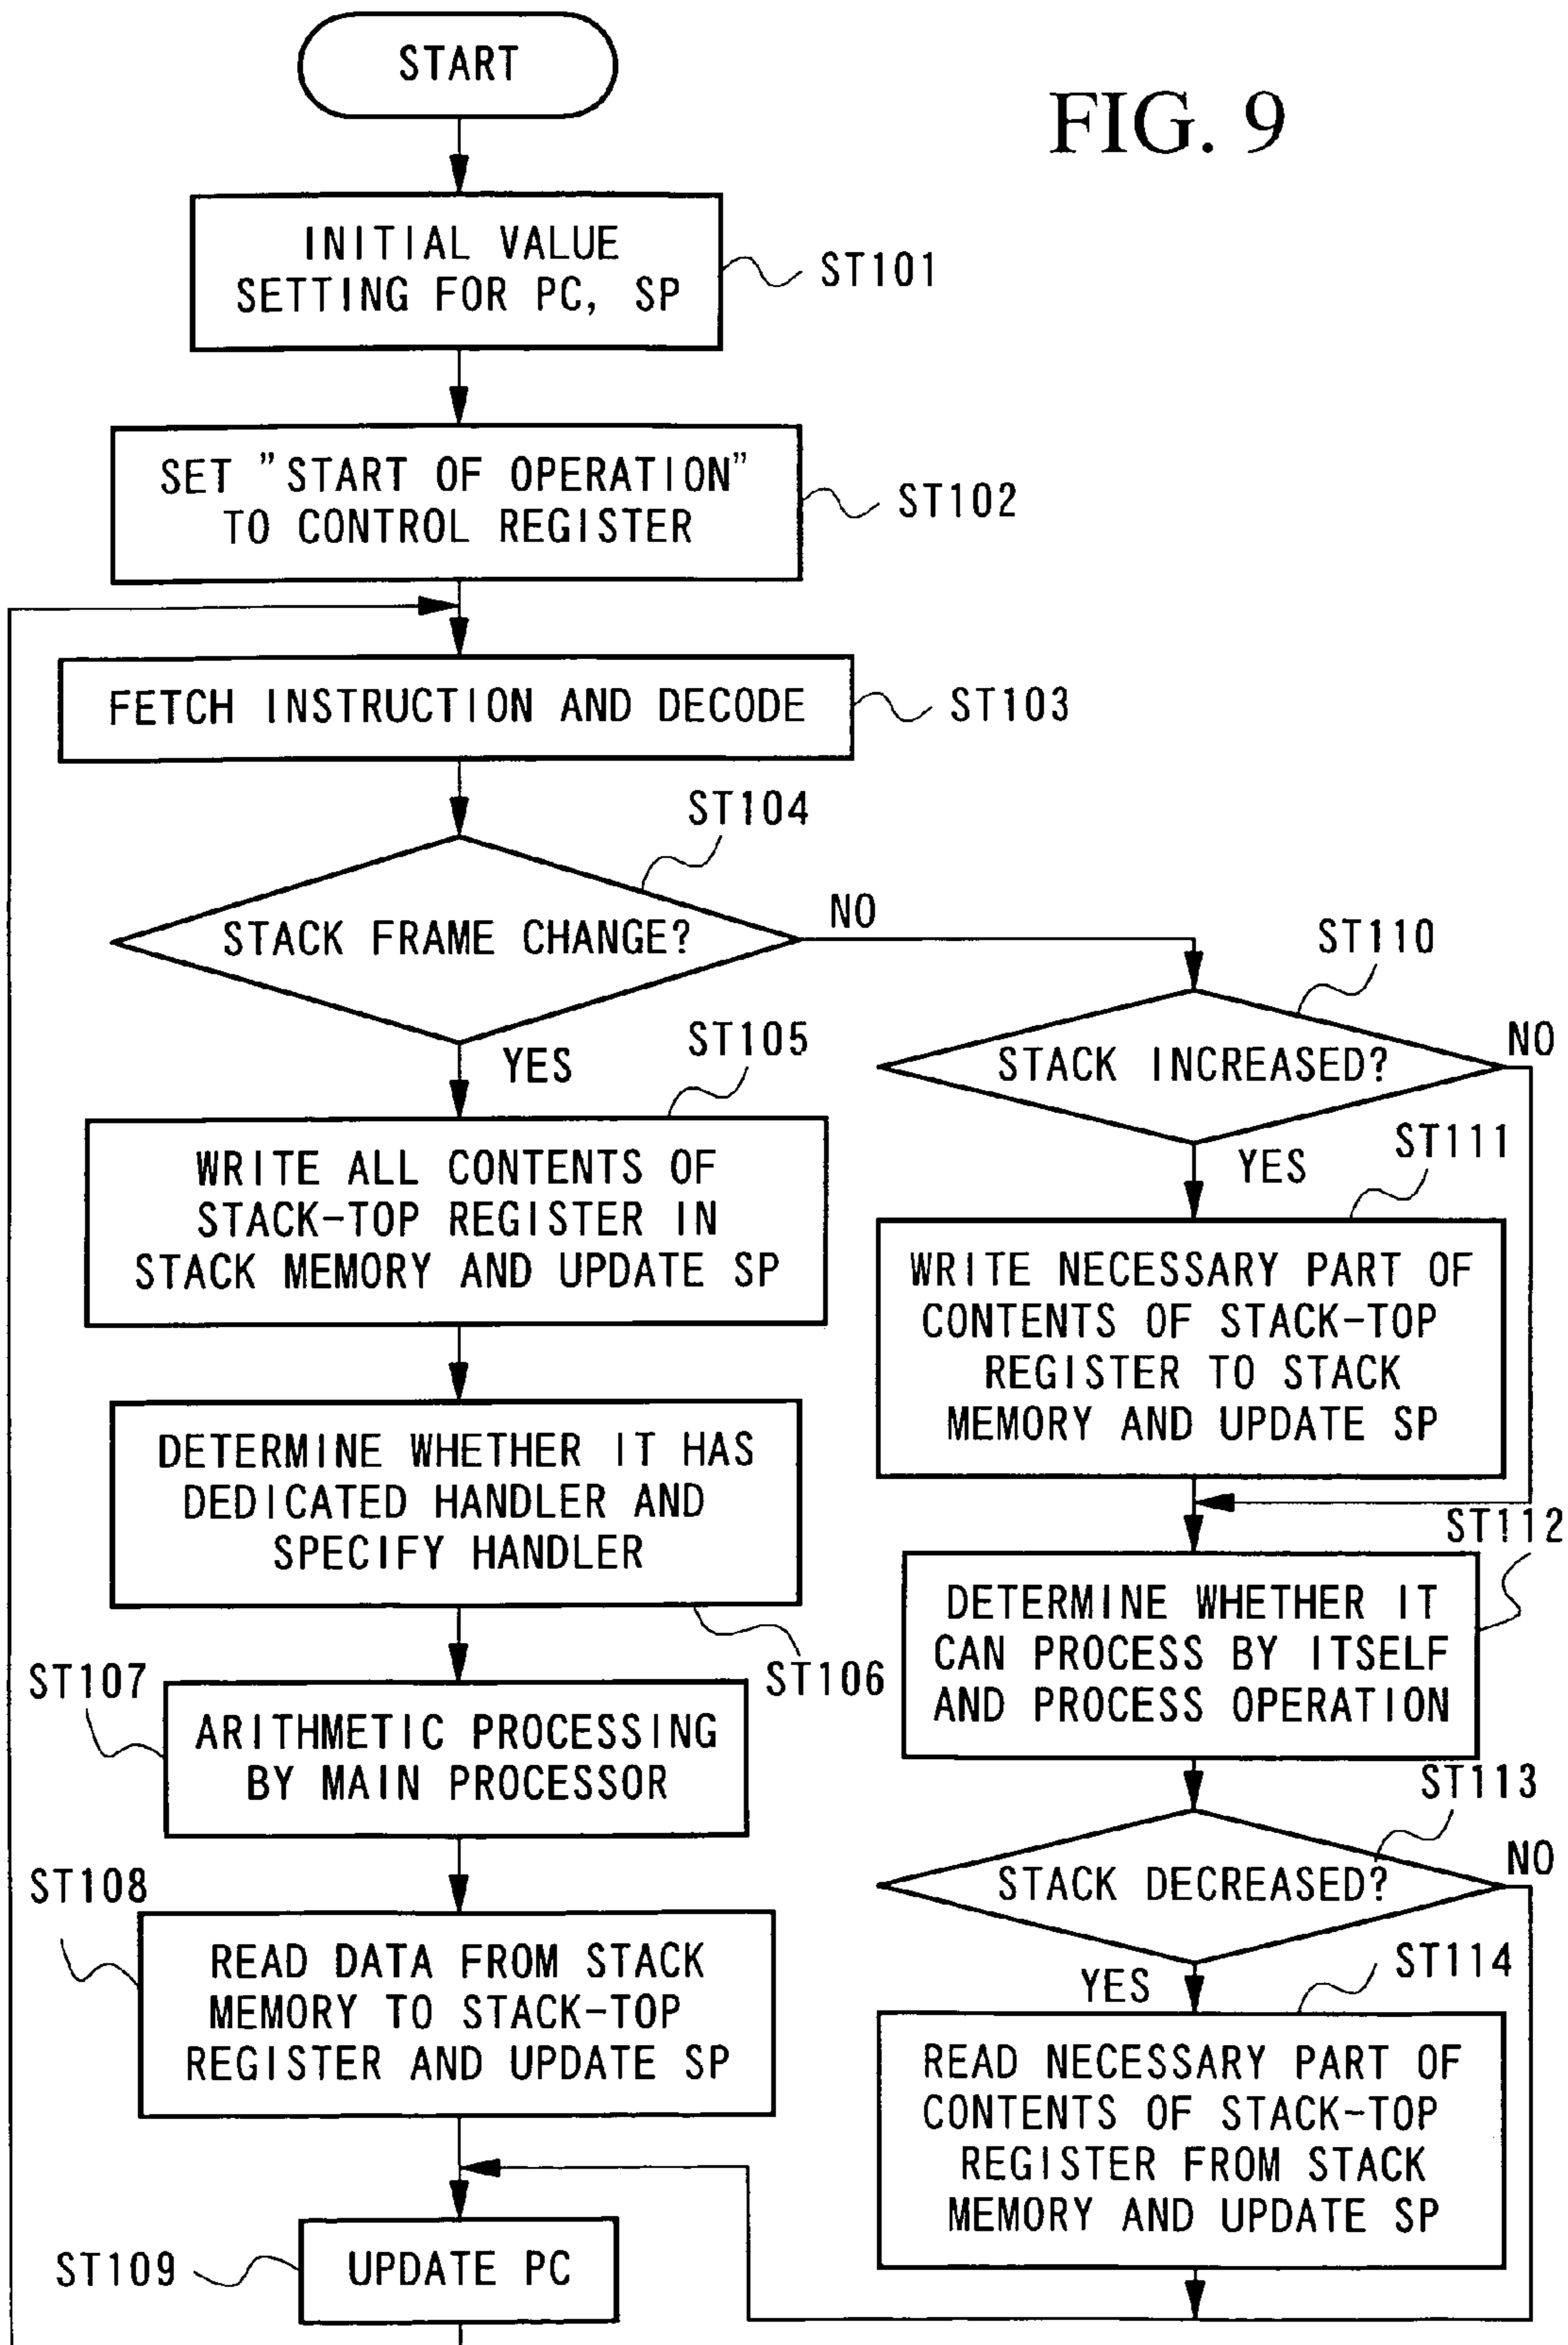 START
FIG. 9
INITIAL VALUE
SETTING FOR PC, SP
ST101
SET "START OF OPERATION"
TO CONTROL REGISTER
ST102
FETCH INSTRUCTION AND DECODE
ST103
ST104
STACK FRAME CHANGE?
NO
YES
ST105
WRITE ALL CONTENTS OF
STACK-TOP REGISTER IN
STACK MEMORY AND UPDATE SP
DETERMINE WHETHER IT HAS
DEDICATED HANDLER AND
SPECIFY HANDLER
ST106
ST107
ARITHMETIC PROCESSING
BY MAIN PROCESSOR
ST108
READ DATA FROM STACK
MEMORY TO STACK-TOP
REGISTER AND UPDATE SP
ST109
UPDATE PC
ST110
STACK INCREASED?
NO
YES
ST111
WRITE NECESSARY PART OF
CONTENTS OF STACK-TOP
REGISTER TO STACK
MEMORY AND UPDATE SP
ST112
DETERMINE WHETHER IT
CAN PROCESS BY ITSELF
AND PROCESS OPERATION
ST113
STACK DECREASED?
NO
YES
ST114
READ NECESSARY PART OF
CONTENTS OF STACK-TOP
REGISTER FROM STACK
MEMORY AND UPDATE SP